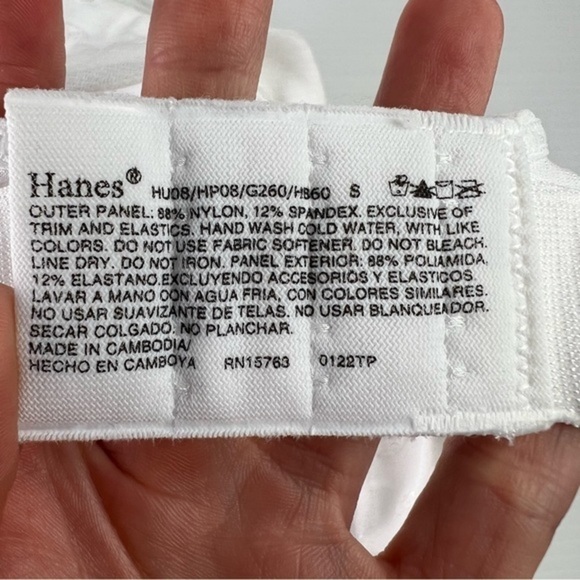 Hanes® HU08/HP08/G260/H860 S
OUTER PANEL: 88% NYLON, 12% SPANDEX. EXCLUSIVE OF
TRIM AND ELASTICS. HAND WASH COLD WATER, WITH LIKE
COLORS. DO NOT USE FABRIC SOFTENER. DO NOT BLEACH.
LINE DRY. DO NOT IRON. PANEL EXTERIOR: 88% POLIAMIDA,
12% ELASTANO.EXCLUYENDO ACCESORIOS Y ELASTICOS.
LAVAR A MANO CON AGUA FRIA, CON COLORES SIMILARES.
NO USAR SUAVIZANTE DE TELAS. NO USAR BLANQUEADOR.
SECAR COLGADO. NO PLANCHAR.
MADE IN CAMBODIA/
HECHO EN CAMBOYA RN15763 0122TP